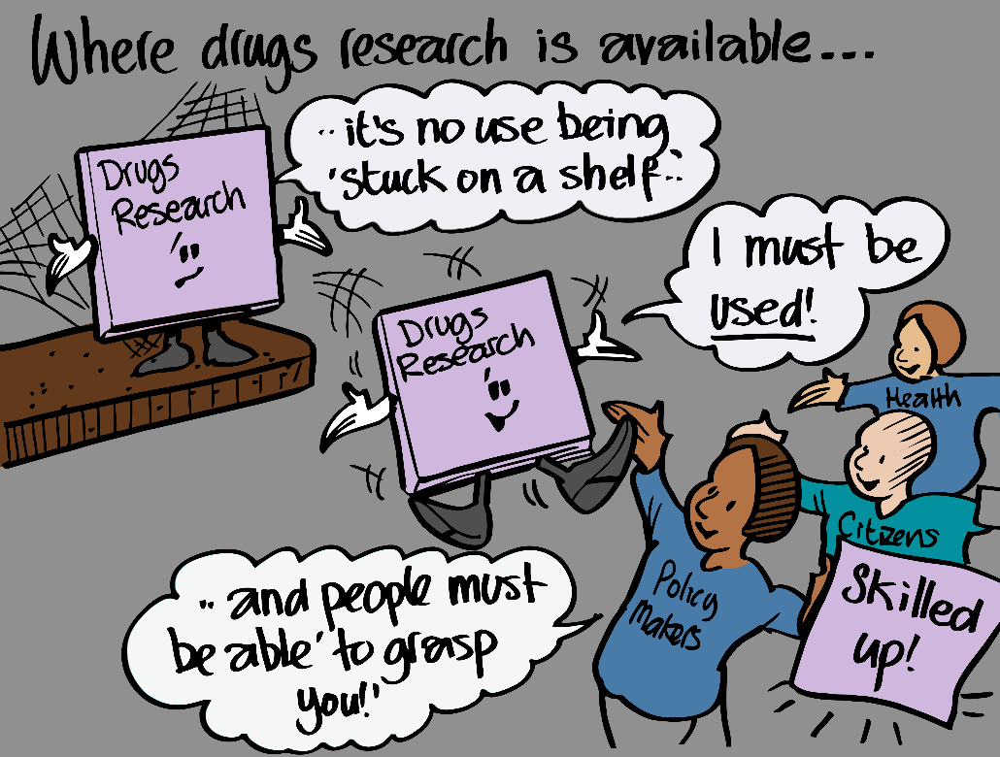 Where drugs research is available...
Drugs
Research
..it's no use being
'stuck on a shelf..'
Drugs
Research
I must be
used!
Health
Citizens
Policy
makers
Skilled
up!
.. and people must
be able' to grasp
you!!'